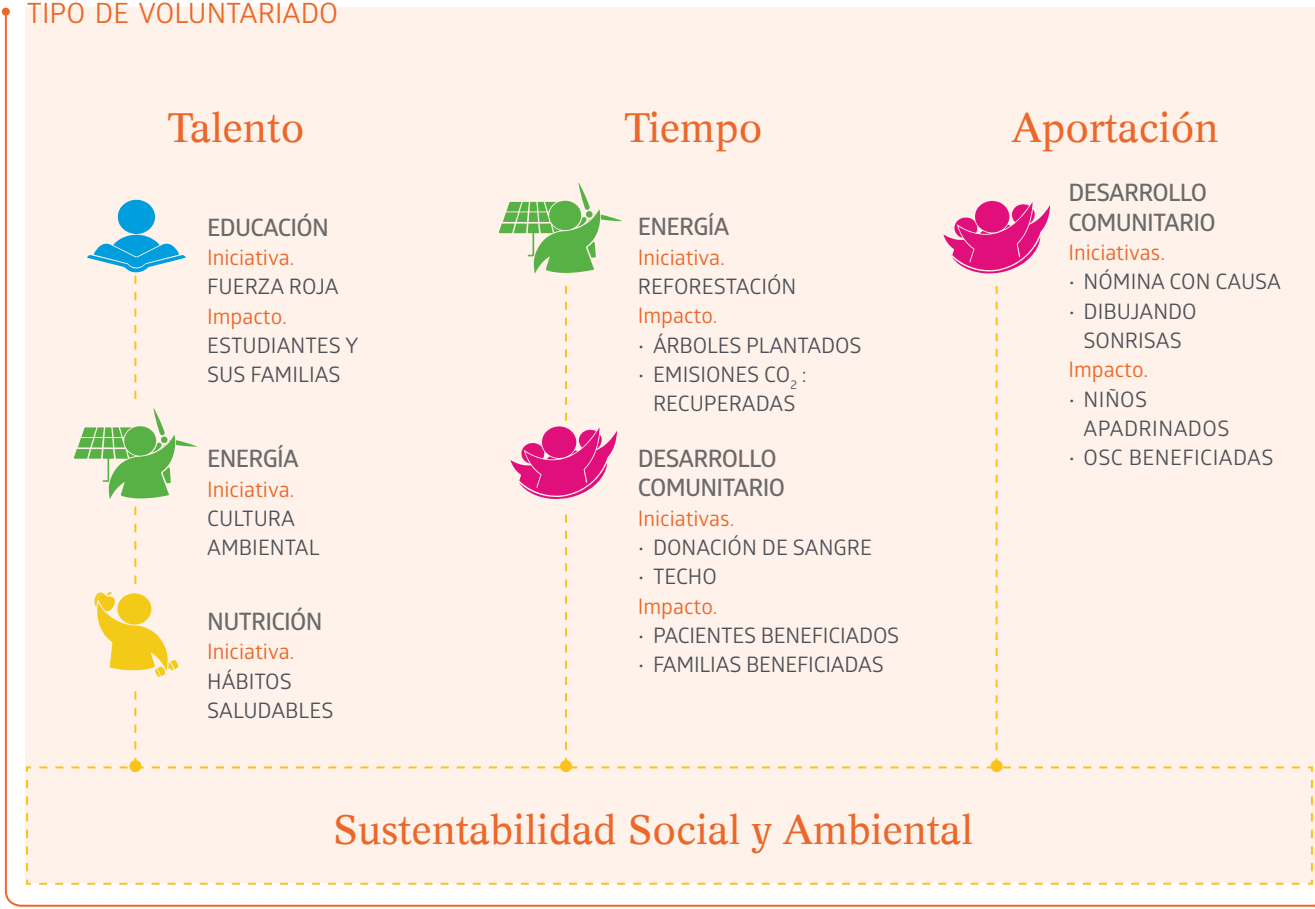 TIPO DE VOLUNTARIADO
Talento
EDUCACIÓN
Iniciativa.
FUERZA ROJA
Impacto.
ESTUDIANTES Y
SUS FAMILIAS
ENERGÍA
Iniciativa.
CULTURA
AMBIENTAL
NUTRICIÓN
Iniciativa.
HÁBITOS
SALUDABLES
Tiempo
ENERGÍA
Iniciativa.
REFORESTACIÓN
Impacto.
· ÁRBOLES PLANTADOS
· EMISIONES CO₂ :
RECUPERADAS
DESARROLLO
COMUNITARIO
Iniciativas.
· DONACIÓN DE SANGRE
· TECHO
Impacto.
· PACIENTES BENEFICIADOS
· FAMILIAS BENEFICIADAS
Aportación
DESARROLLO
COMUNITARIO
Iniciativas.
· NÓMINA CON CAUSA
· DIBUJANDO
SONRISAS
Impacto.
· NIÑOS
APADRINADOS
· OSC BENEFICIADAS
Sustentabilidad Social y Ambiental